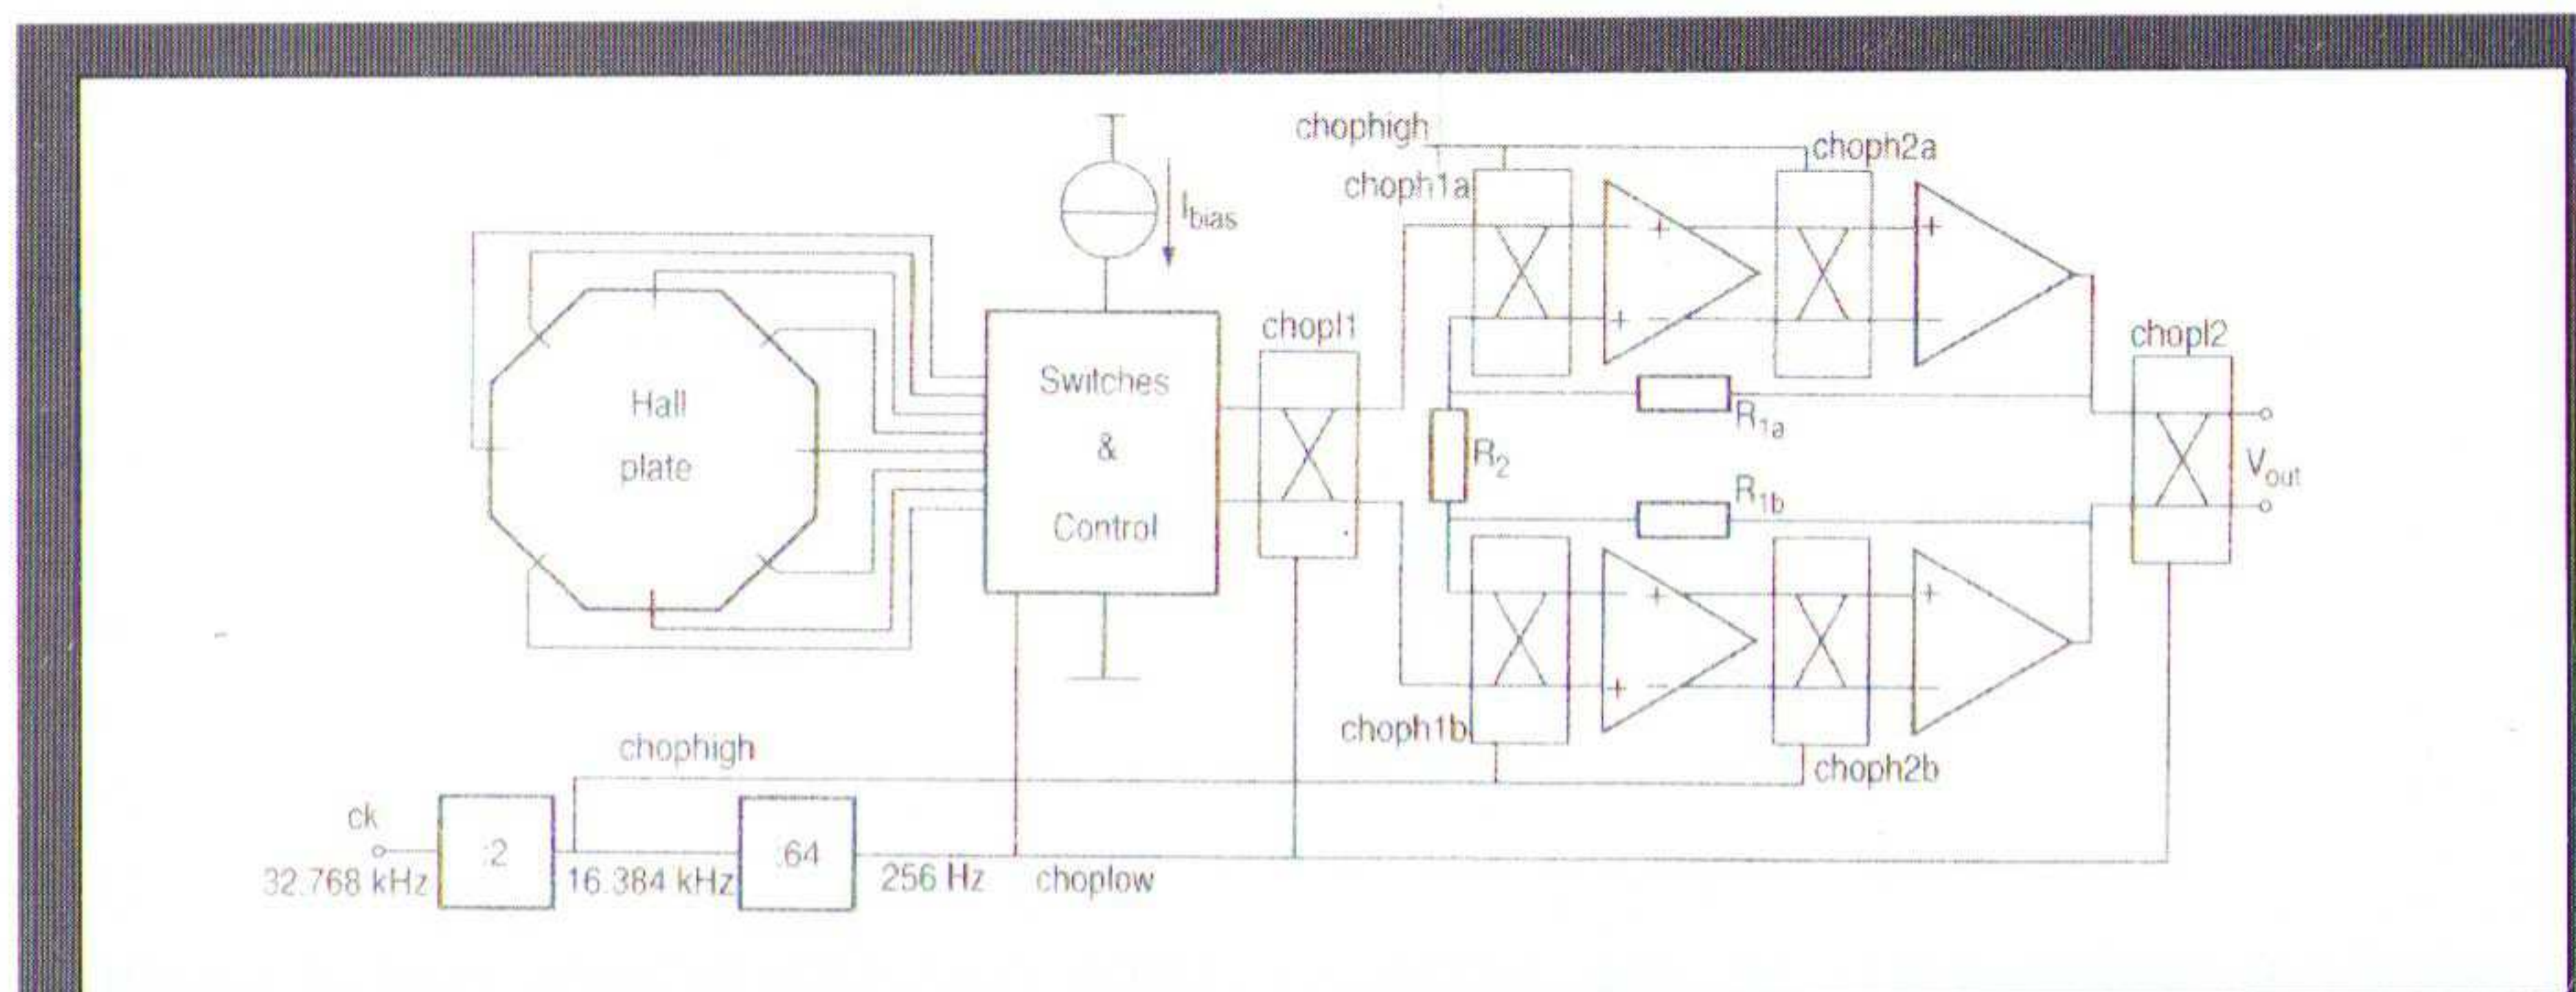 chophigh
choph2a
choph1a
I_bias
chopl1
chopl2
Hall
plate
Switches
&
Control
+
+
−
+
−
R_1a
R_2
R_1b
V_out
+
+
−
+
−
choph1b
choph2b
chophigh
ck
:2
:64
32.768 kHz
16.384 kHz
256 Hz
choplow